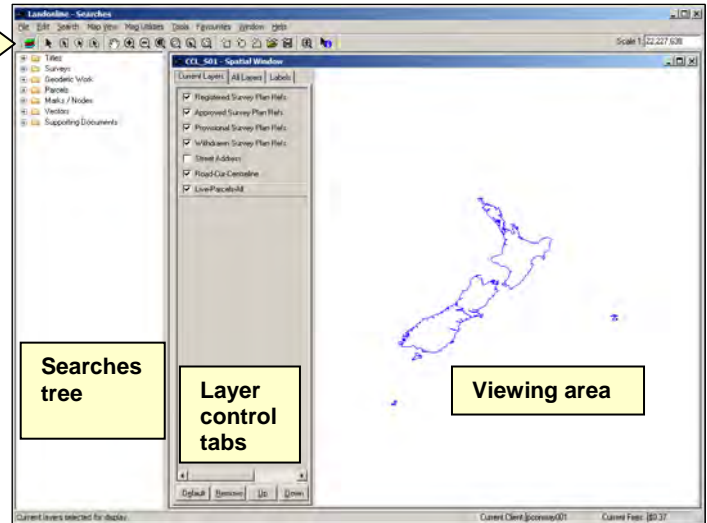 Landonline - Searches
File Edit Search Map View Map Utilities Tools Favourites Window Help
Scale 1: 22,227,638
Titles
Surveys
Geodetic Work
Parcels
Marks / Nodes
Vectors
Supporting Documents
CCL_S01 - Spatial Window
Current Layers All Layers Labels
Registered Survey Plan Refs
Approved Survey Plan Refs
Provisional Survey Plan Refs
Withdrawn Survey Plan Refs
Street Address
Road-Cur-Centreline
Live-Parcels-All
Searches tree
Layer control tabs
Viewing area
Default Remove Up Down
Current layers selected for display.
Current Client pconway001 Current Fees $0.37